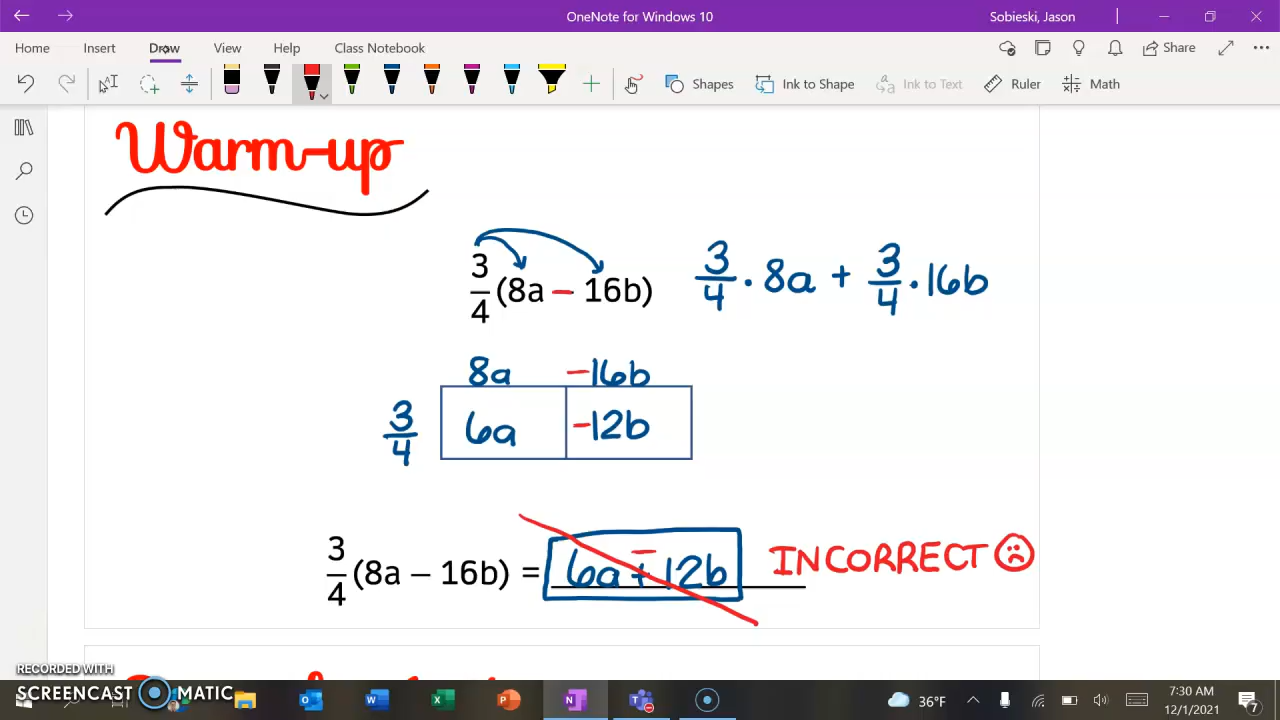 OneNote for Windows 10
Sobieski, Jason
Home Insert Draw View Help Class Notebook Share
Shapes Ink to Shape Ink to Text Ruler Math
Warm-up
3/4(8a − 16b) 3/4 · 8a + 3/4 · 16b
8a −16b
3/4 6a −12b
3/4(8a − 16b) = 6a + − 12b INCORRECT
RECORDED WITH
SCREENCAST MATIC
36°F 7:30 AM
12/1/2021 7